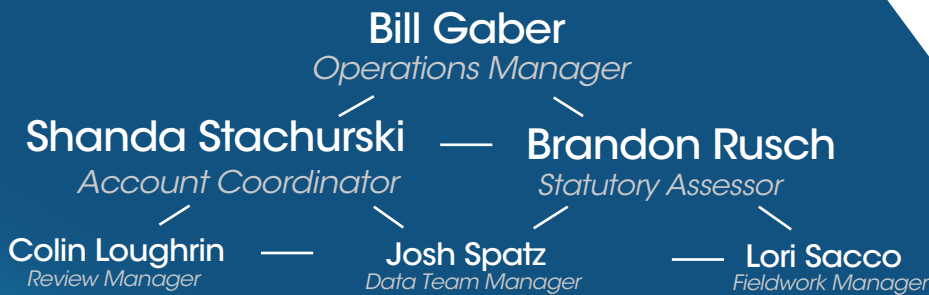 Bill Gaber
Operations Manager
Shanda Stachurski
Brandon Rusch
Account Coordinator
Statutory Assessor
Colin Loughrin
Josh Spatz
Lori Sacco
Review Manager
Data Team Manager
Fieldwork Manager